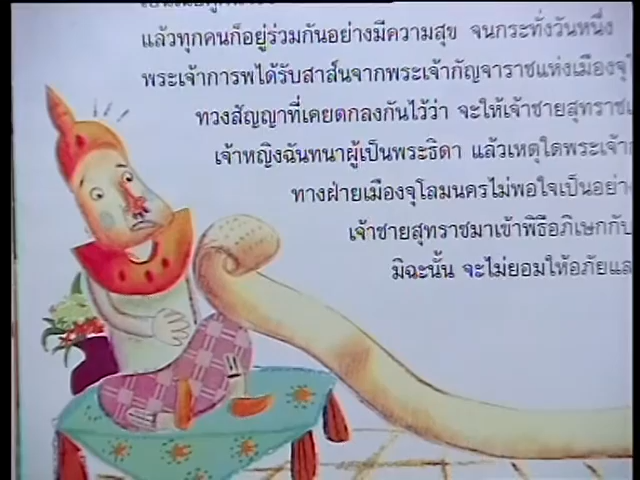 แล้วทุกคนก็อยู่ร่วมกันอย่างมีความสุข จนกระทั่งวันหนึ่ง
พระเจ้าการพได้รับสาส์นจากพระเจ้ากัญจาราชแห่งเมืองจุ
ทวงสัญญาที่เคยตกลงกันไว้ว่า จะให้เจ้าชายสุทราช
เจ้าหญิงฉันทนาผู้เป็นพระธิดา แล้วเหตุใดพระเจ้า
ทางฝ่ายเมืองจุโลมนครไม่พอใจเป็นอย่า
เจ้าชายสุทราชมาเข้าพิธีอภิเษกกับ
มิฉะนั้น จะไม่ยอมให้อภัยและ